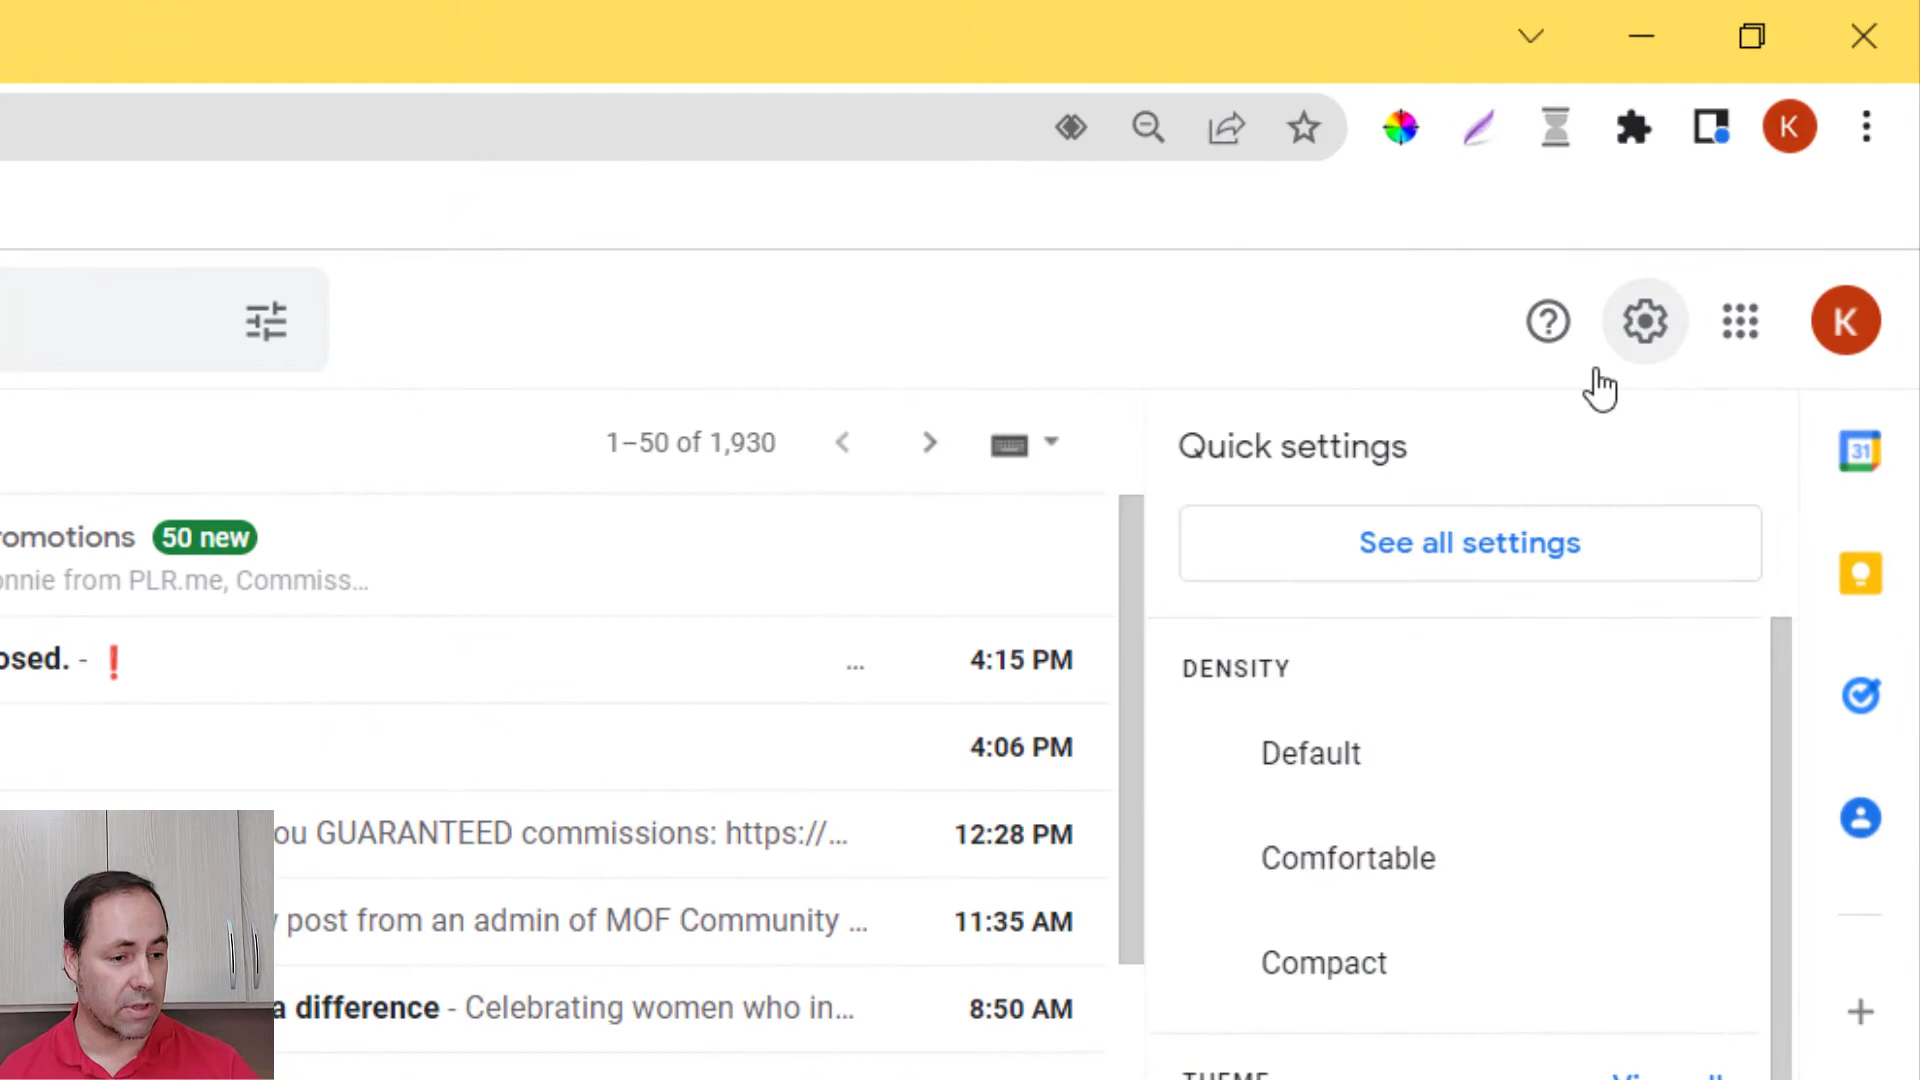 K
K
1–50 of 1,930
Quick settings
31
romotions 50 new
See all settings
onnie from PLR.me, Commiss...
osed. - ❗ ... 4:15 PM
DENSITY
4:06 PM
Default
ou GUARANTEED commissions: https://... 12:28 PM
Comfortable
post from an admin of MOF Community ... 11:35 AM
Compact
a difference - Celebrating women who in... 8:50 AM